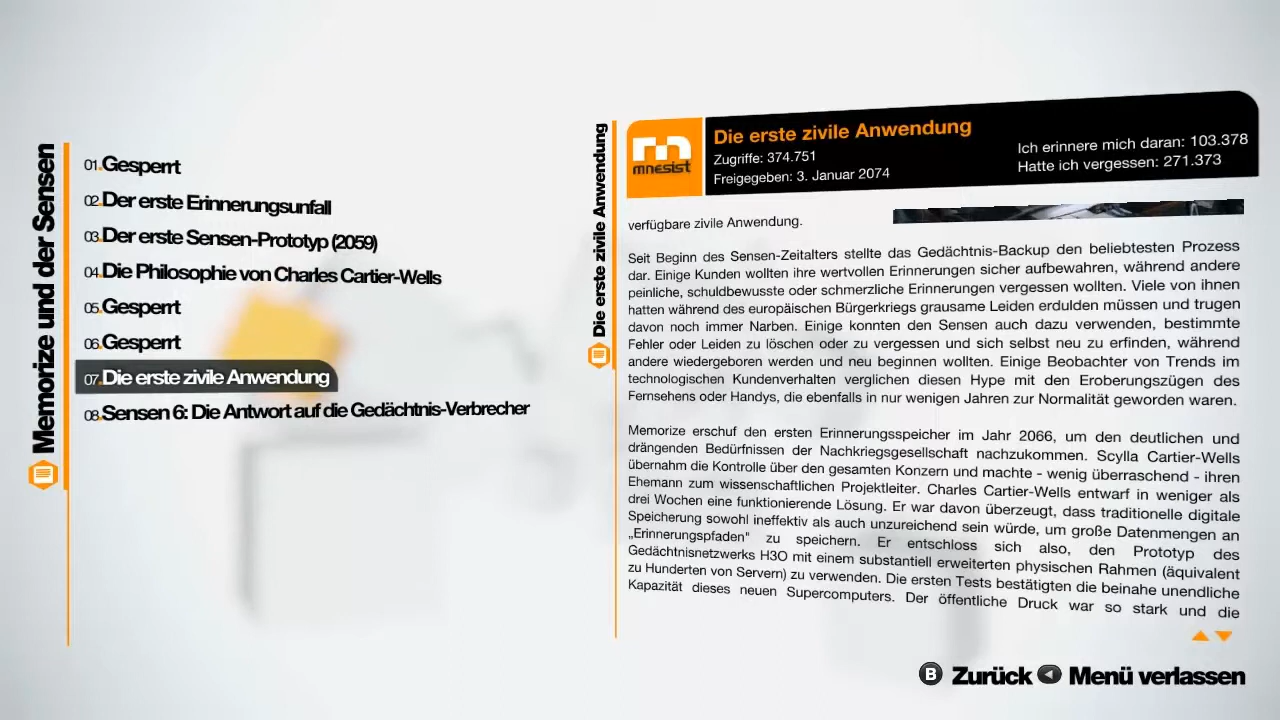 Memorize und der Sensen
01.Gesperrt
02.Der erste Erinnerungsunfall
03.Der erste Sensen-Prototyp (2059)
04.Die Philosophie von Charles Cartier-Wells
05.Gesperrt
06.Gesperrt
07.Die erste zivile Anwendung
08.Sensen 6: Die Antwort auf die Gedächtnis-Verbrecher
Die erste zivile Anwendung
mnesist
Die erste zivile Anwendung
Zugriffe: 374.751
Freigegeben: 3. Januar 2074
Ich erinnere mich daran: 103.378
Hatte ich vergessen: 271.373
verfügbare zivile Anwendung.
Seit Beginn des Sensen-Zeitalters stellte das Gedächtnis-Backup den beliebtesten Prozess
dar. Einige Kunden wollten ihre wertvollen Erinnerungen sicher aufbewahren, während andere
peinliche, schuldbewusste oder schmerzliche Erinnerungen vergessen wollten. Viele von ihnen
hatten während des europäischen Bürgerkriegs grausame Leiden erdulden müssen und trugen
davon noch immer Narben. Einige konnten den Sensen auch dazu verwenden, bestimmte
Fehler oder Leiden zu löschen oder zu vergessen und sich selbst neu zu erfinden, während
andere wiedergeboren werden und neu beginnen wollten. Einige Beobachter von Trends im
technologischen Kundenverhalten verglichen diesen Hype mit den Eroberungszügen des
Fernsehens oder Handys, die ebenfalls in nur wenigen Jahren zur Normalität geworden waren.
Memorize erschuf den ersten Erinnerungsspeicher im Jahr 2066, um den deutlichen und
drängenden Bedürfnissen der Nachkriegsgesellschaft nachzukommen. Scylla Cartier-Wells
übernahm die Kontrolle über den gesamten Konzern und machte - wenig überraschend - ihren
Ehemann zum wissenschaftlichen Projektleiter. Charles Cartier-Wells entwarf in weniger als
drei Wochen eine funktionierende Lösung. Er war davon überzeugt, dass traditionelle digitale
Speicherung sowohl ineffektiv als auch unzureichend sein würde, um große Datenmengen an
„Erinnerungspfaden" zu speichern. Er entschloss sich also, den Prototyp des
Gedächtnisnetzwerks H3O mit einem substantiell erweiterten physischen Rahmen (äquivalent
zu Hunderten von Servern) zu verwenden. Die ersten Tests bestätigten die beinahe unendliche
Kapazität dieses neuen Supercomputers. Der öffentliche Druck war so stark und die
B Zurück Menü verlassen